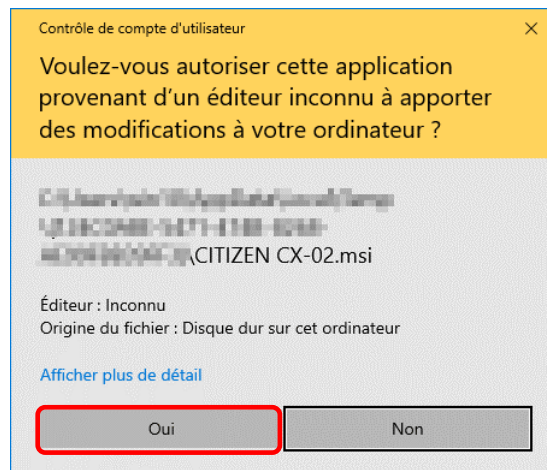 Contrôle de compte d'utilisateur
Voulez-vous autoriser cette application
provenant d'un éditeur inconnu à apporter
des modifications à votre ordinateur ?
\CITIZEN CX-02.msi
Éditeur : Inconnu
Origine du fichier : Disque dur sur cet ordinateur
Afficher plus de détail
Oui
Non